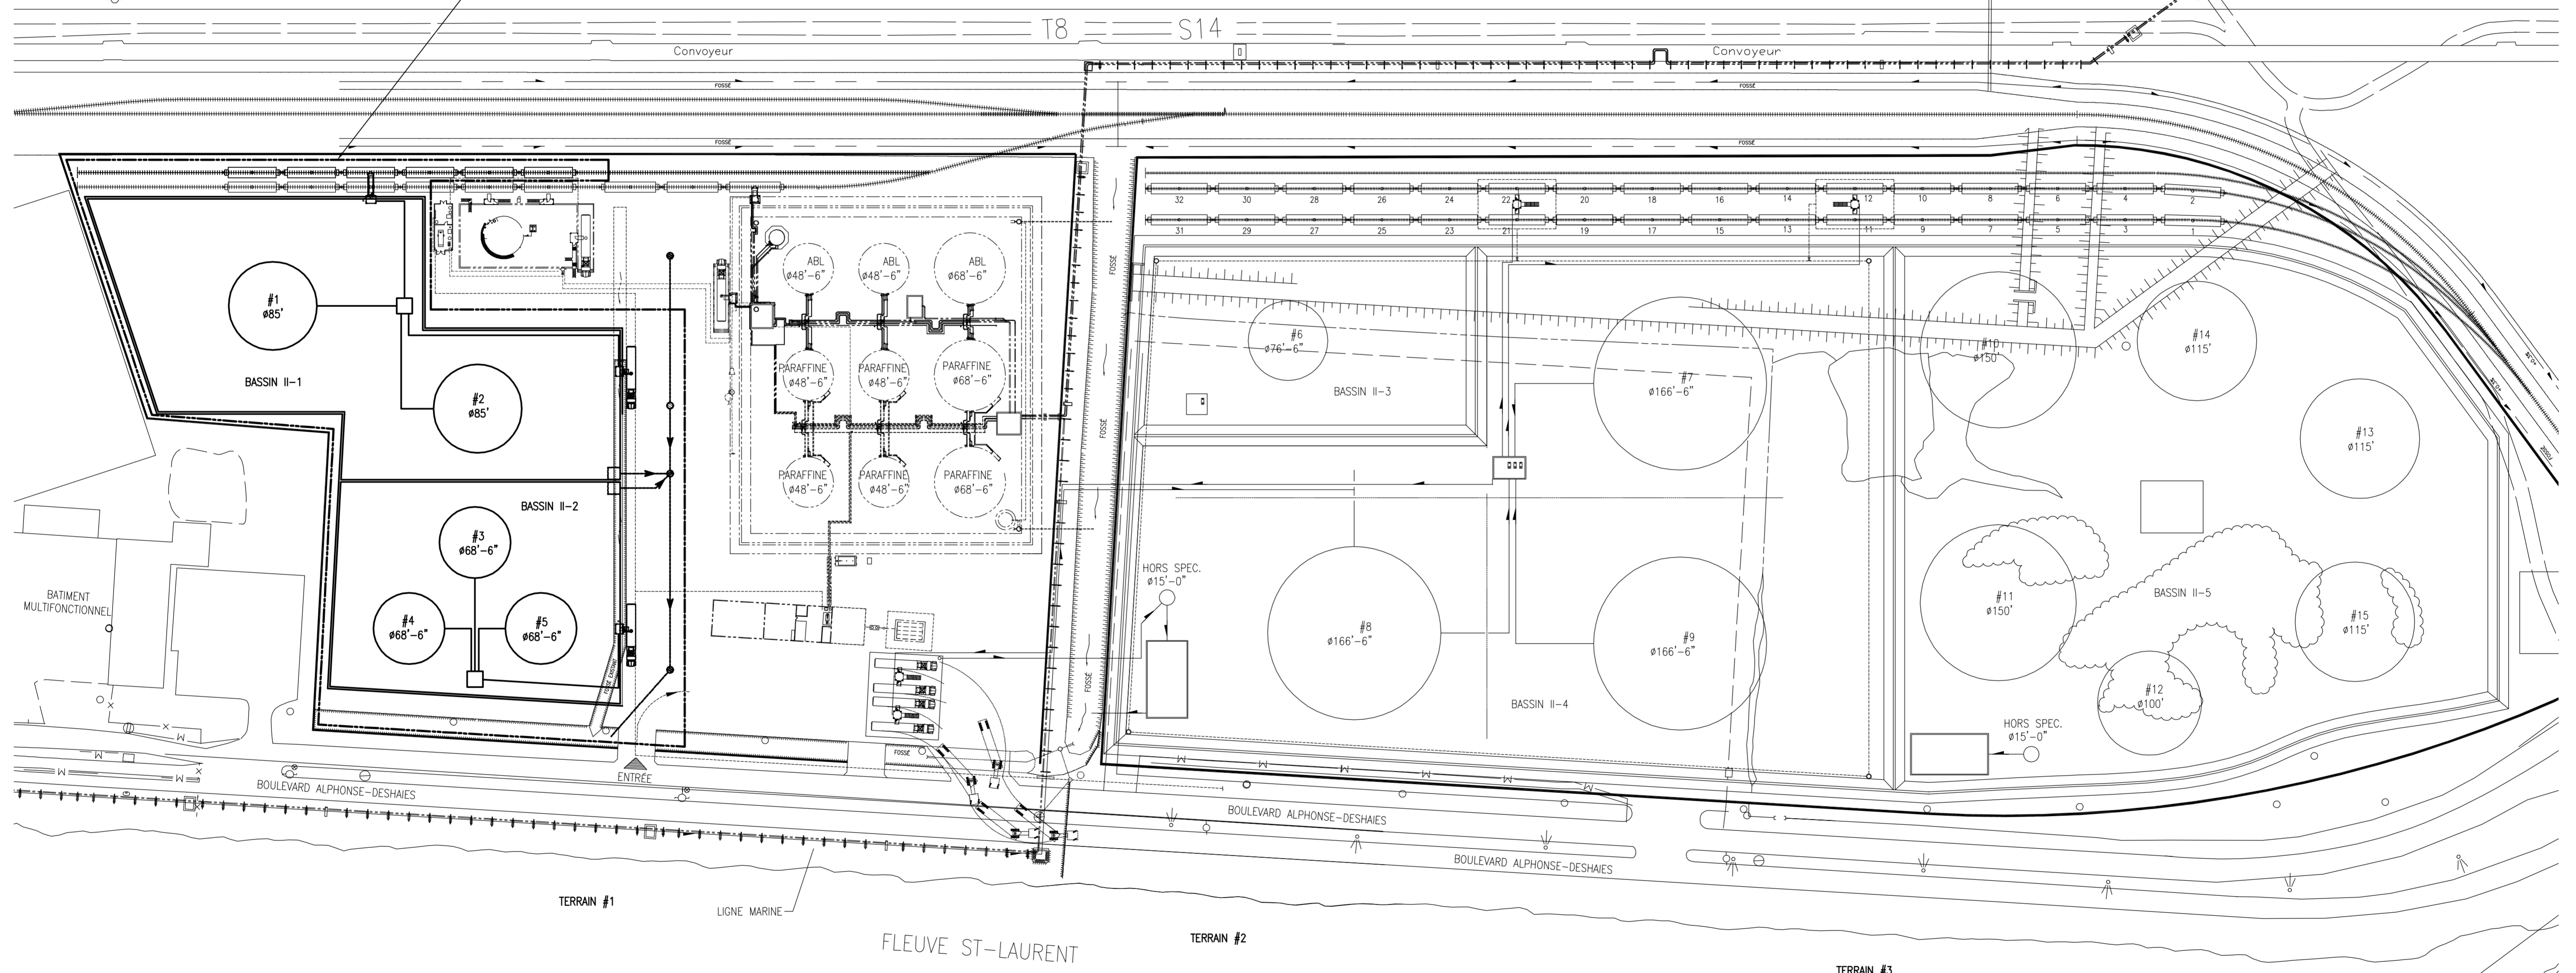 T8
S14
Convoyeur
Convoyeur
FOSSÉ
FOSSÉ
FOSSÉ
FOSSÉ
32
30
28
26
24
22
20
18
16
14
12
10
8
6
4
2
31
29
27
25
23
21
19
17
15
13
11
9
7
5
3
1
#1
ø85'
BASSIN II-1
#2
ø85'
BASSIN II-2
#3
ø68'-6"
#4
ø68'-6"
#5
ø68'-6"
ABL
ø48'-6"
ABL
ø48'-6"
ABL
ø68'-6"
PARAFFINE
ø48'-6"
PARAFFINE
ø48'-6"
PARAFFINE
ø68'-6"
PARAFFINE
ø48'-6"
PARAFFINE
ø48'-6"
PARAFFINE
ø68'-6"
FOSSÉ
FOSSÉ
FOSSÉ
#6
ø76'-6"
BASSIN II-3
#7
ø166'-6"
#10
ø150'
#14
ø115'
#13
ø115'
FOSSÉ
HORS SPEC.
ø15'-0"
#8
ø166'-6"
#9
ø166'-6"
BASSIN II-4
#11
ø150'
BASSIN II-5
#15
ø115'
#12
ø100'
HORS SPEC.
ø15'-0"
BATIMENT
MULTIFONCTIONNEL
FOSSÉ EXISTANT
FOSSÉ
ENTRÉE
BOULEVARD ALPHONSE-DESHAIES
BOULEVARD ALPHONSE-DESHAIES
BOULEVARD ALPHONSE-DESHAIES
TERRAIN #1
LIGNE MARINE
FLEUVE ST-LAURENT
TERRAIN #2
TERRAIN #3